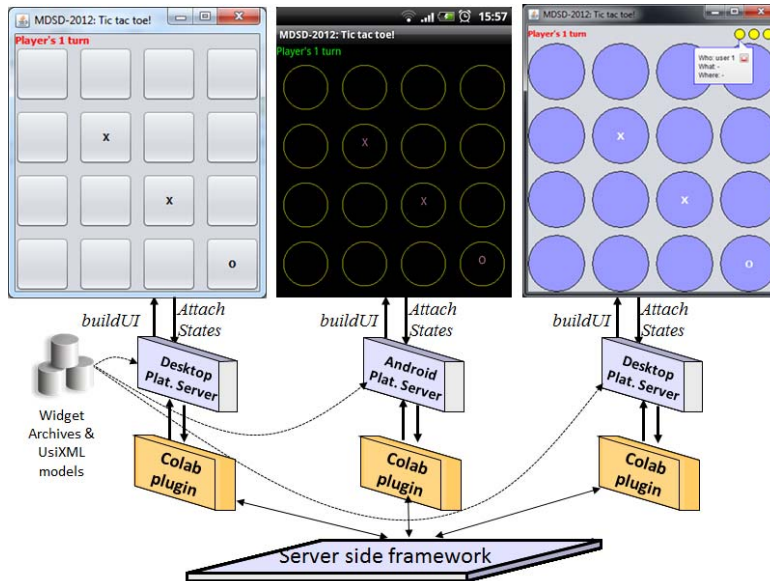 MDSD-2012: Tic tac toe!
Player's 1 turn
X
X
O
15:57
MDSD-2012: Tic tac toe!
Player's 1 turn
X
X
O
MDSD-2012: Tic tac toe!
Player's 1 turn
Who: user 1
What: -
Where: -
X
X
O
buildUI
Attach
States
buildUI
Attach
States
buildUI
Attach
States
Desktop
Plat. Server
Android
Plat. Server
Desktop
Plat. Server
Widget
Archives &
UsiXML
models
Colab
plugin
Colab
plugin
Colab
plugin
Server side framework